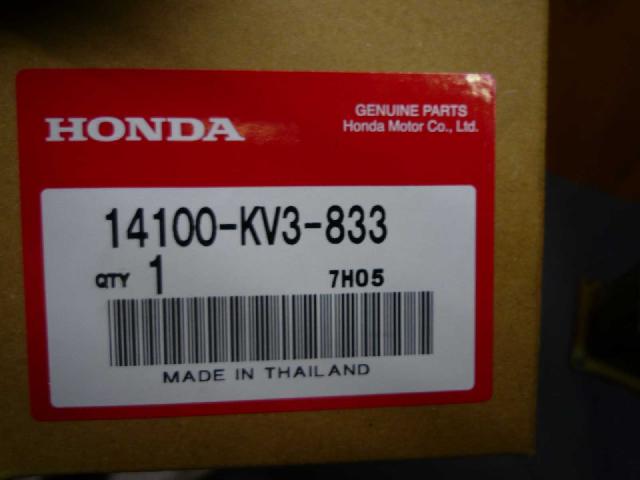 HONDA
GENUINE PARTS
Honda Motor Co., Ltd.
14100-KV3-833
QTY 1 7H05
MADE IN THAILAND